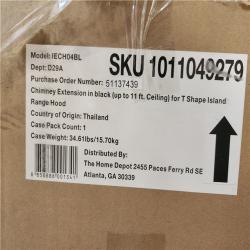 Model: IECH04BL
Dept: D29A
SKU 1011049279
Purchase Order Number: 51137439
Chimney Extension in black (up to 11 ft. Ceiling) for T Shape Island
Range Hood
Country of Origin: Thailand
Case Pack Count: 1
Case Weight: 34.61lbs/15.70kg
Distributed by:
The Home Depot 2455 Paces Ferry Rd SE
Atlanta, GA 30339